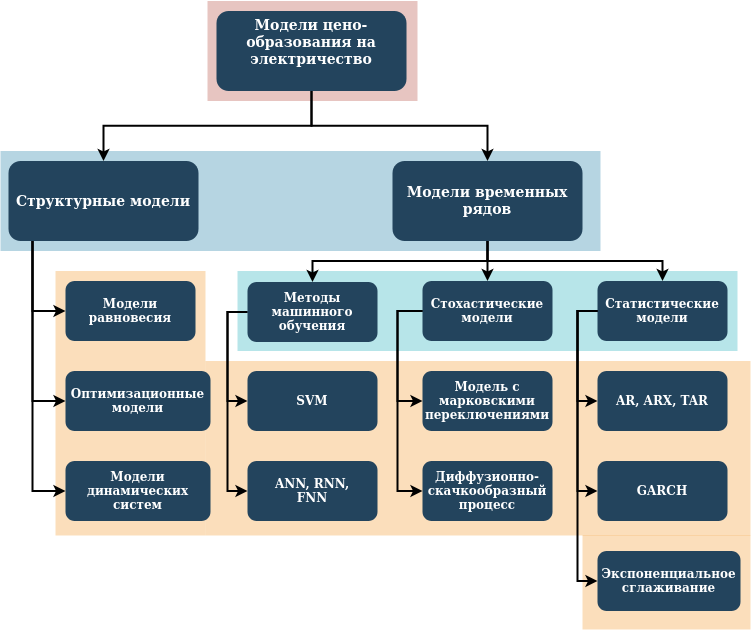 Модели цено-
образования на
электричество
Структурные модели
Модели временных
рядов
Модели
равновесия
Методы
машинного
обучения
Стохастические
модели
Статистические
модели
Оптимизационные
модели
SVM
Модель с
марковскими
переключениями
AR, ARX, TAR
Модели
динамических
систем
ANN, RNN,
FNN
Диффузионно-
скачкообразный
процесс
GARCH
Экспоненциальное
сглаживание